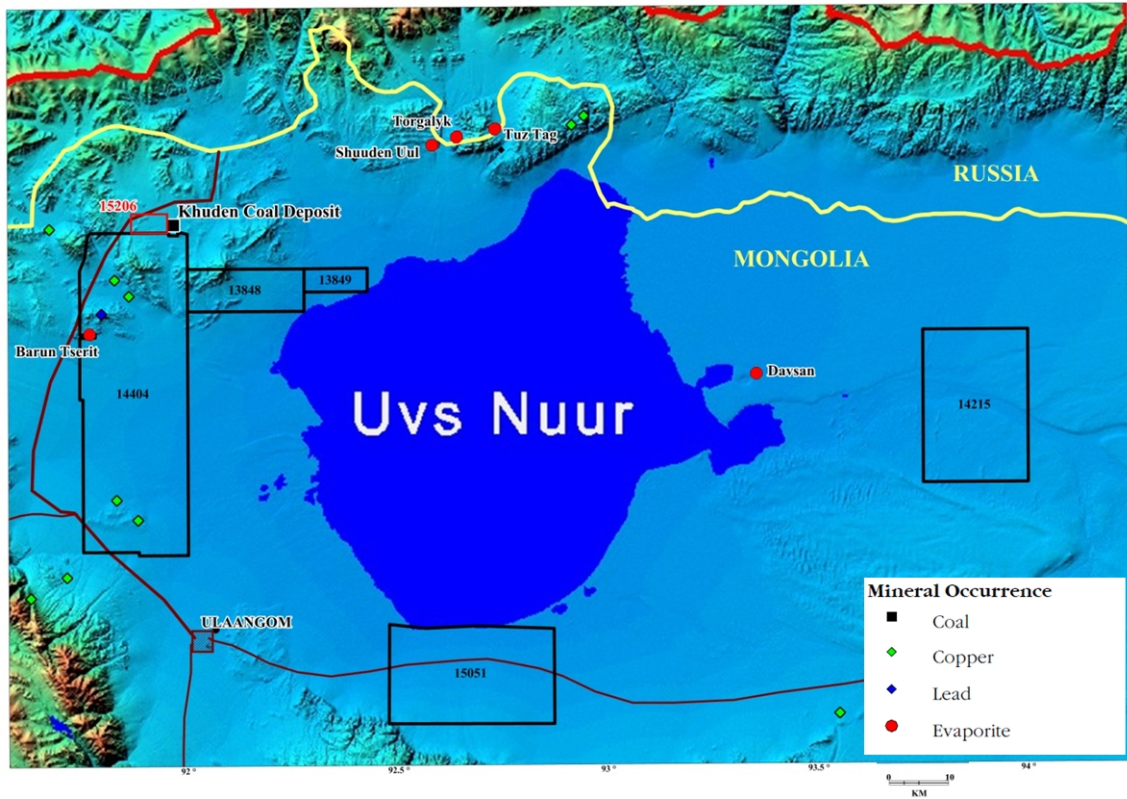 Torgalyk
Tuz Tag
Shuuden Uul
RUSSIA
15206
Khuden Coal Deposit
MONGOLIA
13848
13849
Barun Tserit
Davsan
14404
Uvs Nuur
14215
Mineral Occurrence
Coal
ULAANGOM
Copper
15051
Lead
Evaporite
92 °
92.5 °
93 °
93.5 °
94 °
0 10
KM